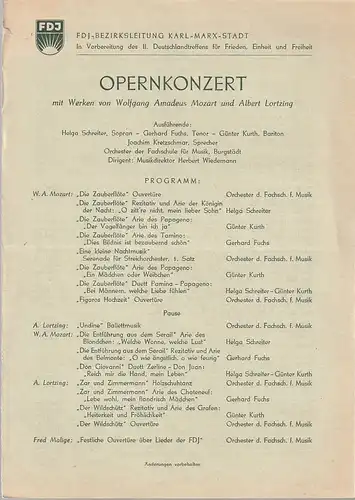 FDJ
FDJ-BEZIRKSLEITUNG KARL-MARX-STADT
In Vorbereitung des II. Deutschlandtreffens für Frieden, Einheit und Freiheit
OPERNKONZERT
mit Werken von Wolfgang Amadeus Mozart und Albert Lortzing
Ausführende:
Helga Schreiter, Sopran – Gerhard Fuchs, Tenor – Günter Kurth, Bariton
Joachim Kretzschmar, Sprecher
Orchester der Fachschule für Musik, Burgstädt
Dirigent: Musikdirektor Herbert Wiedemann
PROGRAMM:
W. A. Mozart: „Die Zauberflöte" Ouvertüre Orchester d. Fachsch. f. Musik
„Die Zauberflöte" Rezitativ und Arie der Königin
der Nacht: „O zitt're nicht, mein lieber Sohn" Helga Schreiter
„Die Zauberflöte" Arie des Papageno:
„Der Vogelfänger bin ich ja" Günter Kurth
„Die Zauberflöte" Arie des Tamino:
„Dies Bildnis ist bezaubernd schön" Gerhard Fuchs
„Eine kleine Nachtmusik"
Serenade für Streichorchester, 1. Satz Orchester d. Fachsch. f. Musik
„Die Zauberflöte" Arie des Papageno:
„Ein Mädchen oder Weibchen" Günter Kurth
„Die Zauberflöte" Duett Pamina – Papageno:
„Bei Männern, welche Liebe fühlen" Helga Schreiter - Günter Kurth
„Figaros Hochzeit" Ouvertüre Orchester d. Fachsch. f. Musik
Pause
A. Lortzing: „Undine" Ballettmusik Orchester d. Fachsch. f. Musik
W. A. Mozart: „Die Entführung aus dem Serail" Arie des
Blondchen: „Welche Wonne, welche Lust" Helga Schreiter
„Die Entführung aus dem Serail" Rezitativ und Arie
des Belmonte: „O wie ängstlich, o wie feurig" Gerhard Fuchs
„Don Giovanni" Duett Zerline – Don Juan:
„Reich mir die Hand, mein Leben" Helga Schreiter - Günter Kurth
A. Lortzing: „Zar und Zimmermann" Holzschuhtanz Orchester d. Fachsch. f. Musik
„Zar und Zimmermann" Arie des Chateneuf:
„Lebe wohl, mein flandrisch Mädchen" Gerhard Fuchs
„Der Wildschütz" Rezitativ und Arie des Grafen:
„Heiterkeit und Fröhlichkeit" Günter Kurth
„Der Wildschütz" Ouvertüre Orchester d. Fachsch. f. Musik
Fred Malige: „Festliche Ouvertüre über Lieder der FDJ" Orchester d. Fachsch. f. Musik
Änderungen vorbehalten